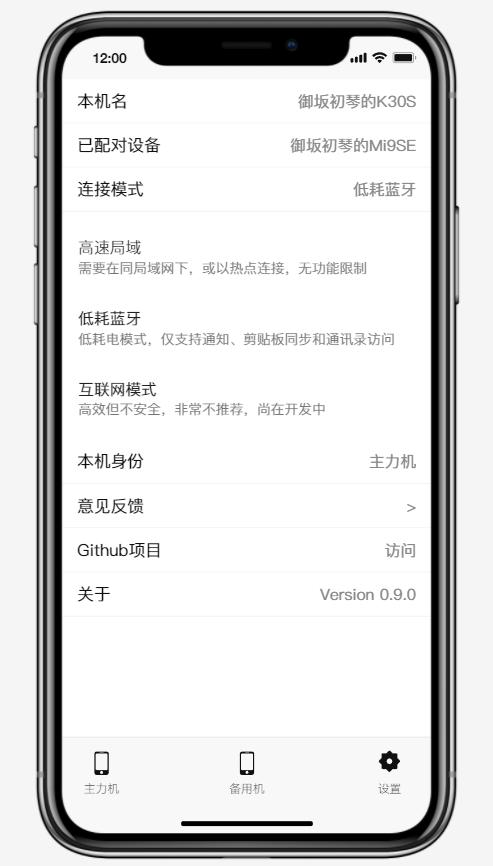 12:00
本机名 御坂初琴的K30S
已配对设备 御坂初琴的Mi9SE
连接模式 低耗蓝牙
高速局域
需要在同局域网下，或以热点连接，无功能限制
低耗蓝牙
低耗电模式，仅支持通知、剪贴板同步和通讯录访问
互联网模式
高效但不安全，非常不推荐，尚在开发中
本机身份 主力机
意见反馈 >
Github项目 访问
关于 Version 0.9.0
主力机 备用机 设置